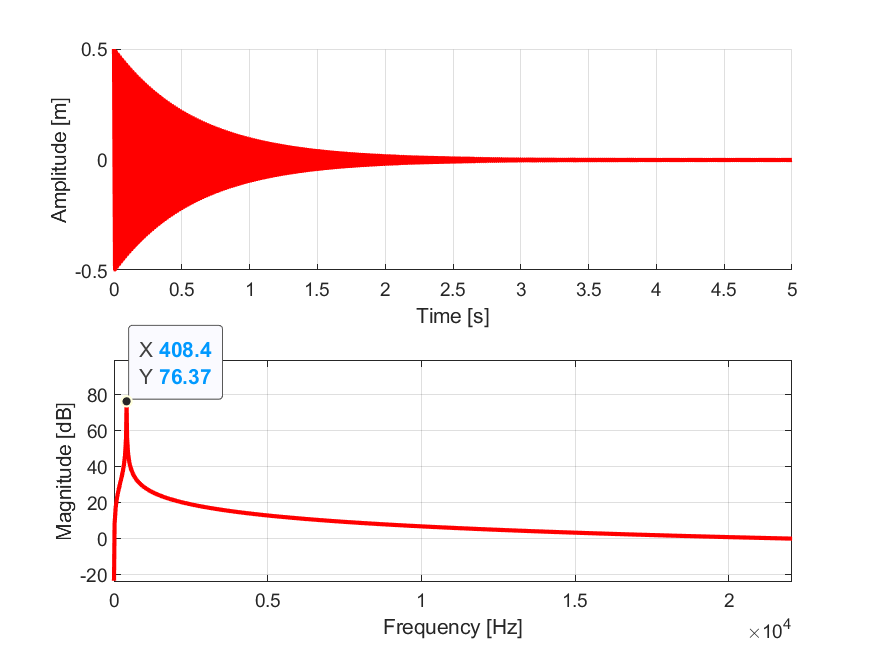 0.5
0
-0.5
Amplitude [m]
0 0.5 1 1.5 2 2.5 3 3.5 4 4.5 5
Time [s]
X 408.4
Y 76.37
80
60
40
20
0
-20
Magnitude [dB]
0 0.5 1 1.5 2
Frequency [Hz]
×10⁴